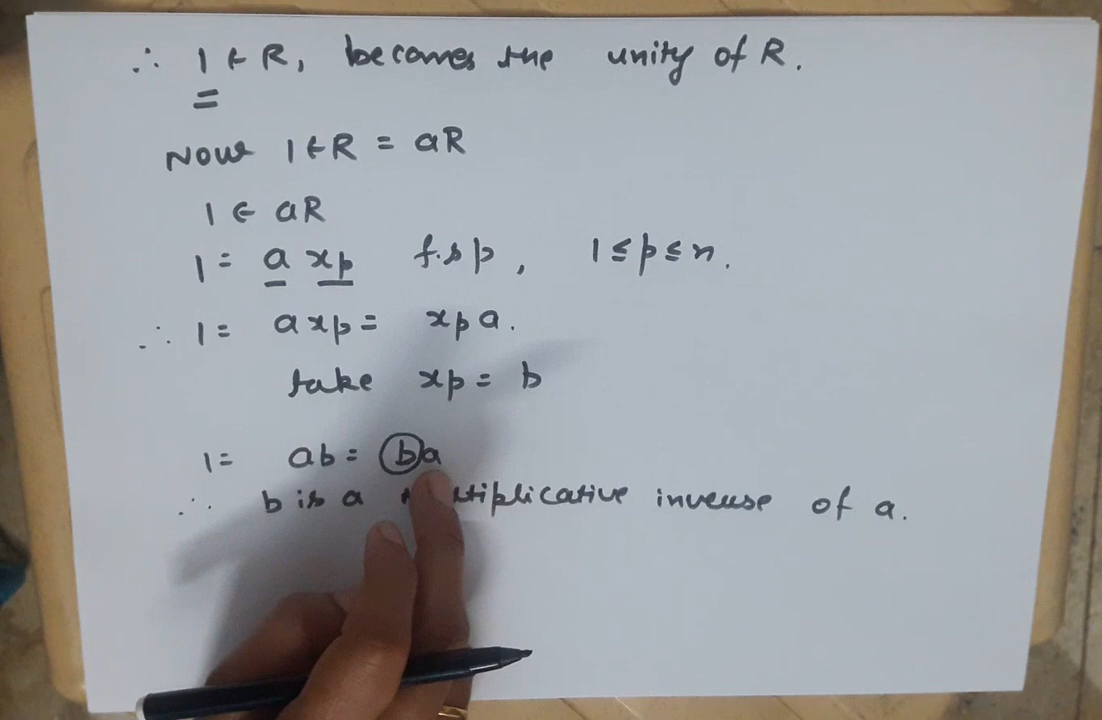 ∴ 1 ∈ R, becomes the unity of R.
Now 1 ∈ R = aR
1 ∈ aR
1 = a xp f.s p, 1 ≤ p ≤ n.
∴ 1 = a xp = xp a.
take xp = b
1 = ab = ba
∴ b is a inverse of a.